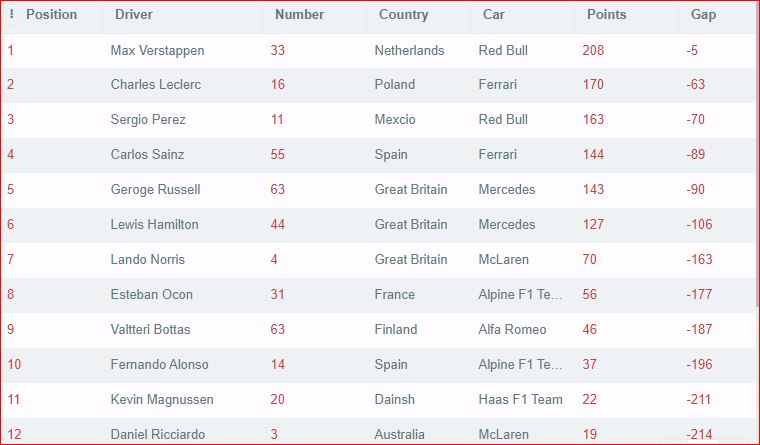 Position Driver Number Country Car Points Gap
1 Max Verstappen 33 Netherlands Red Bull 208 -5
2 Charles Leclerc 16 Poland Ferrari 170 -63
3 Sergio Perez 11 Mexcio Red Bull 163 -70
4 Carlos Sainz 55 Spain Ferrari 144 -89
5 Geroge Russell 63 Great Britain Mercedes 143 -90
6 Lewis Hamilton 44 Great Britain Mercedes 127 -106
7 Lando Norris 4 Great Britain McLaren 70 -163
8 Esteban Ocon 31 France Alpine F1 Te... 56 -177
9 Valtteri Bottas 63 Finland Alfa Romeo 46 -187
10 Fernando Alonso 14 Spain Alpine F1 Te... 37 -196
11 Kevin Magnussen 20 Dainsh Haas F1 Team 22 -211
12 Daniel Ricciardo 3 Australia McLaren 19 -214